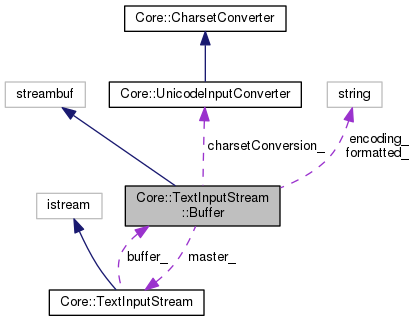 Core::CharsetConverter
streambuf
Core::UnicodeInputConverter
string
charsetConversion_
encoding_
formatted_
Core::TextInputStream
::Buffer
istream
buffer_
master_
Core::TextInputStream